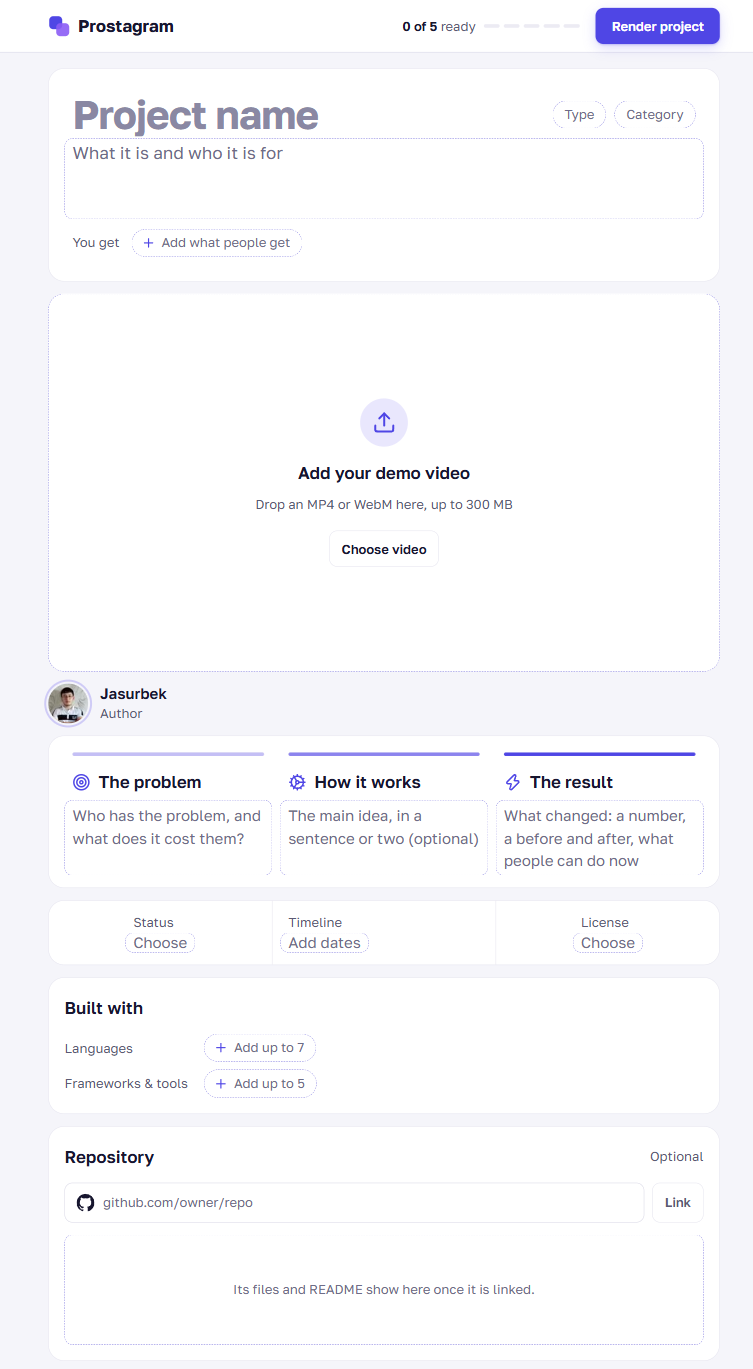 Prostagram
0 of 5 ready
Render project
Project name
Type
Category
What it is and who it is for
You get
+ Add what people get
Add your demo video
Drop an MP4 or WebM here, up to 300 MB
Choose video
Jasurbek
Author
The problem
Who has the problem, and
what does it cost them?
How it works
The main idea, in a
sentence or two (optional)
The result
What changed: a number,
a before and after, what
people can do now
Status
Choose
Timeline
Add dates
License
Choose
Built with
Languages
+ Add up to 7
Frameworks & tools
+ Add up to 5
Repository
Optional
github.com/owner/repo
Link
Its files and README show here once it is linked.